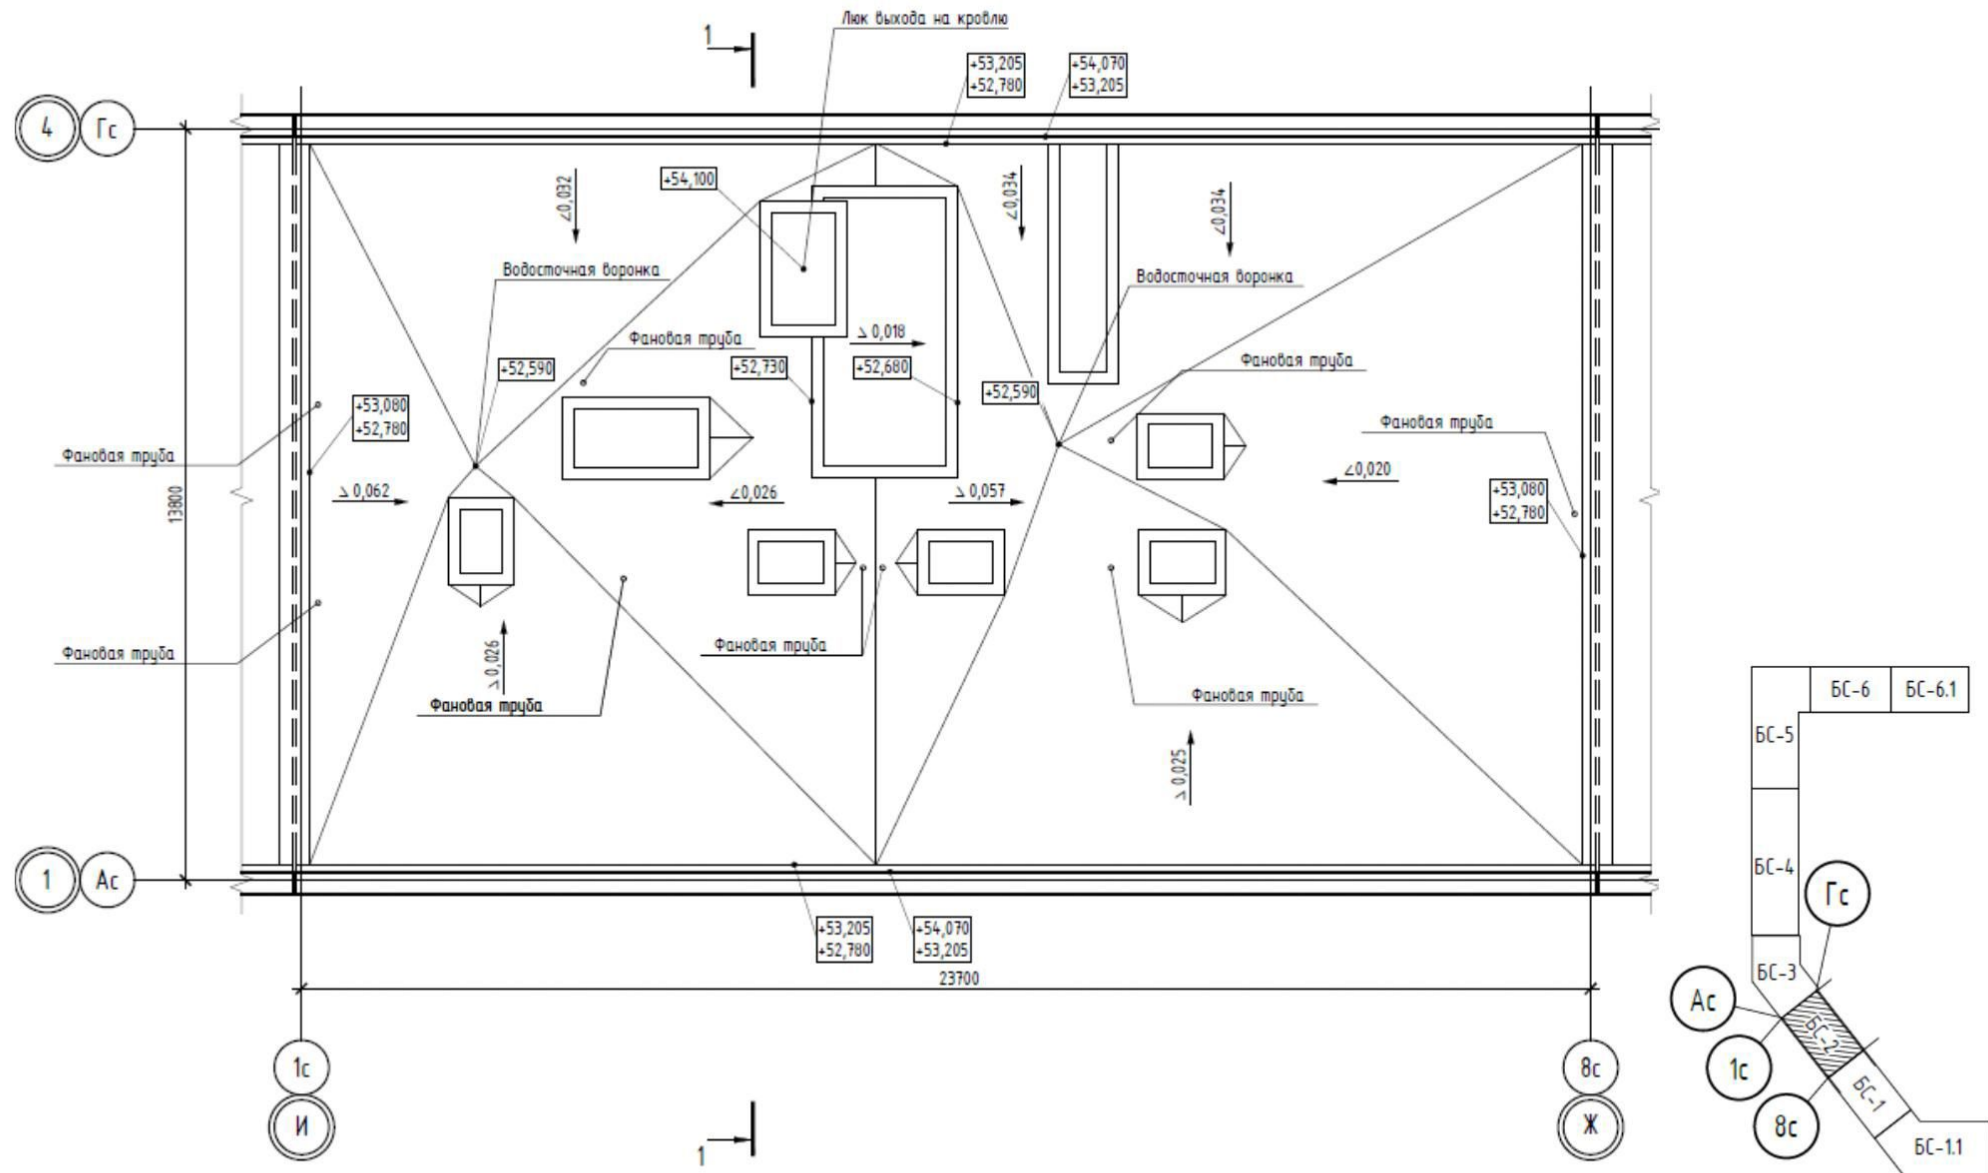 Люк выхода на кровлю
1
+53,205
+52,780
+54,070
+53,205
4
Гс
+54,100
∠0,032
∠0,034
∠0,034
Водосточная воронка
Водосточная воронка
0,018
Фановая труба
+52,590
+52,730
+52,680
+52,590
Фановая труба
+53,080
+52,780
Фановая труба
Фановая труба
0,062
∠0,026
0,057
∠0,020
+53,080
+52,780
13800
Фановая труба
0,026
Фановая труба
Фановая труба
Фановая труба
0,025
1
Ас
+53,205
+52,780
+54,070
+53,205
23700
1с
И
8с
Ж
1
БС-6
БС-6.1
БС-5
БС-4
Гс
БС-3
Ас
БС-2
1с
БС-1
8с
БС-1.1